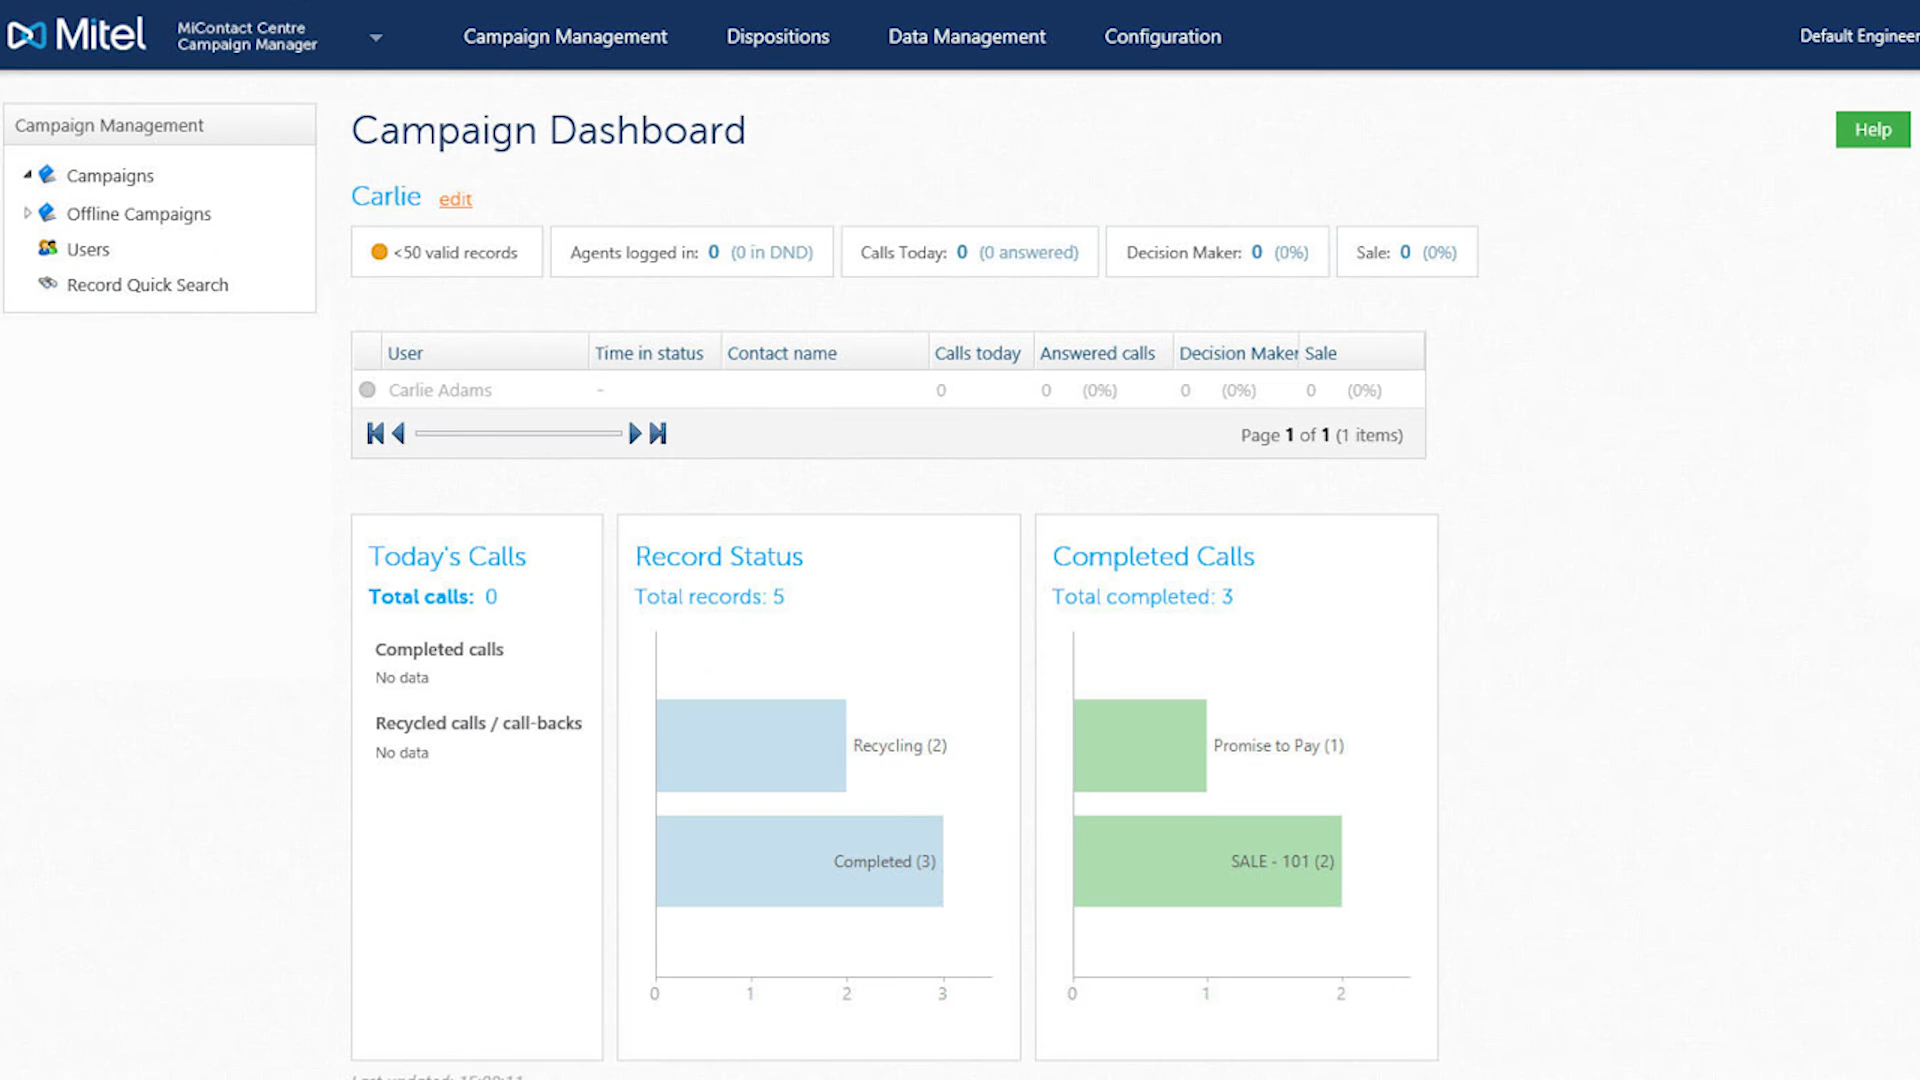 Mitel
MiContact Centre
Campaign Manager
Campaign Management
Dispositions
Data Management
Configuration
Default Engineer
Campaign Management
Campaigns
Offline Campaigns
Users
Record Quick Search
Campaign Dashboard
Help
Carlie edit
<50 valid records
Agents logged in: 0 (0 in DND)
Calls Today: 0 (0 answered)
Decision Maker: 0 (0%)
Sale: 0 (0%)
User Time in status Contact name Calls today Answered calls Decision Maker Sale
Carlie Adams - 0 0 (0%) 0 (0%) 0 (0%)
Page 1 of 1 (1 items)
Today's Calls
Total calls: 0
Completed calls
No data
Recycled calls / call-backs
No data
Record Status
Total records: 5
Recycling (2)
Completed (3)
0 1 2 3
Completed Calls
Total completed: 3
Promise to Pay (1)
SALE - 101 (2)
0 1 2